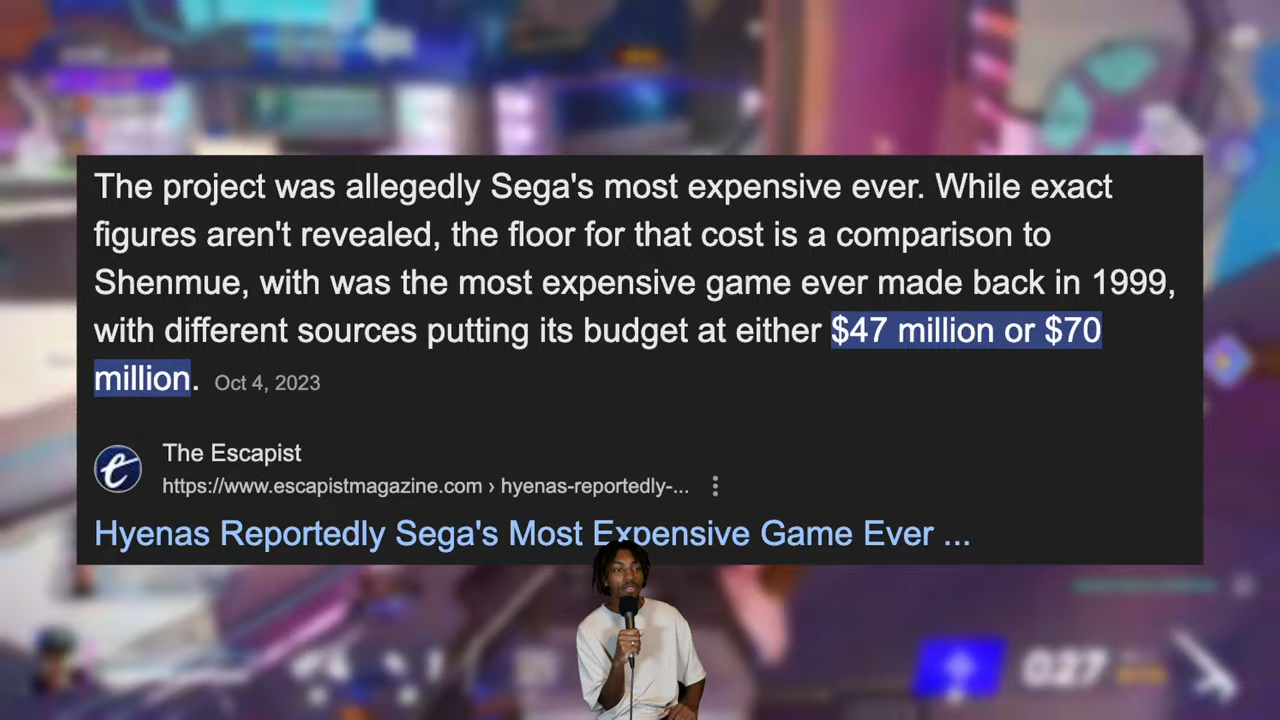 The project was allegedly Sega's most expensive ever. While exact
figures aren't revealed, the floor for that cost is a comparison to
Shenmue, with was the most expensive game ever made back in 1999,
with different sources putting its budget at either $47 million or $70
million. Oct 4, 2023
The Escapist
https://www.escapistmagazine.com › hyenas-reportedly-...
Hyenas Reportedly Sega's Most Expensive Game Ever ...
027